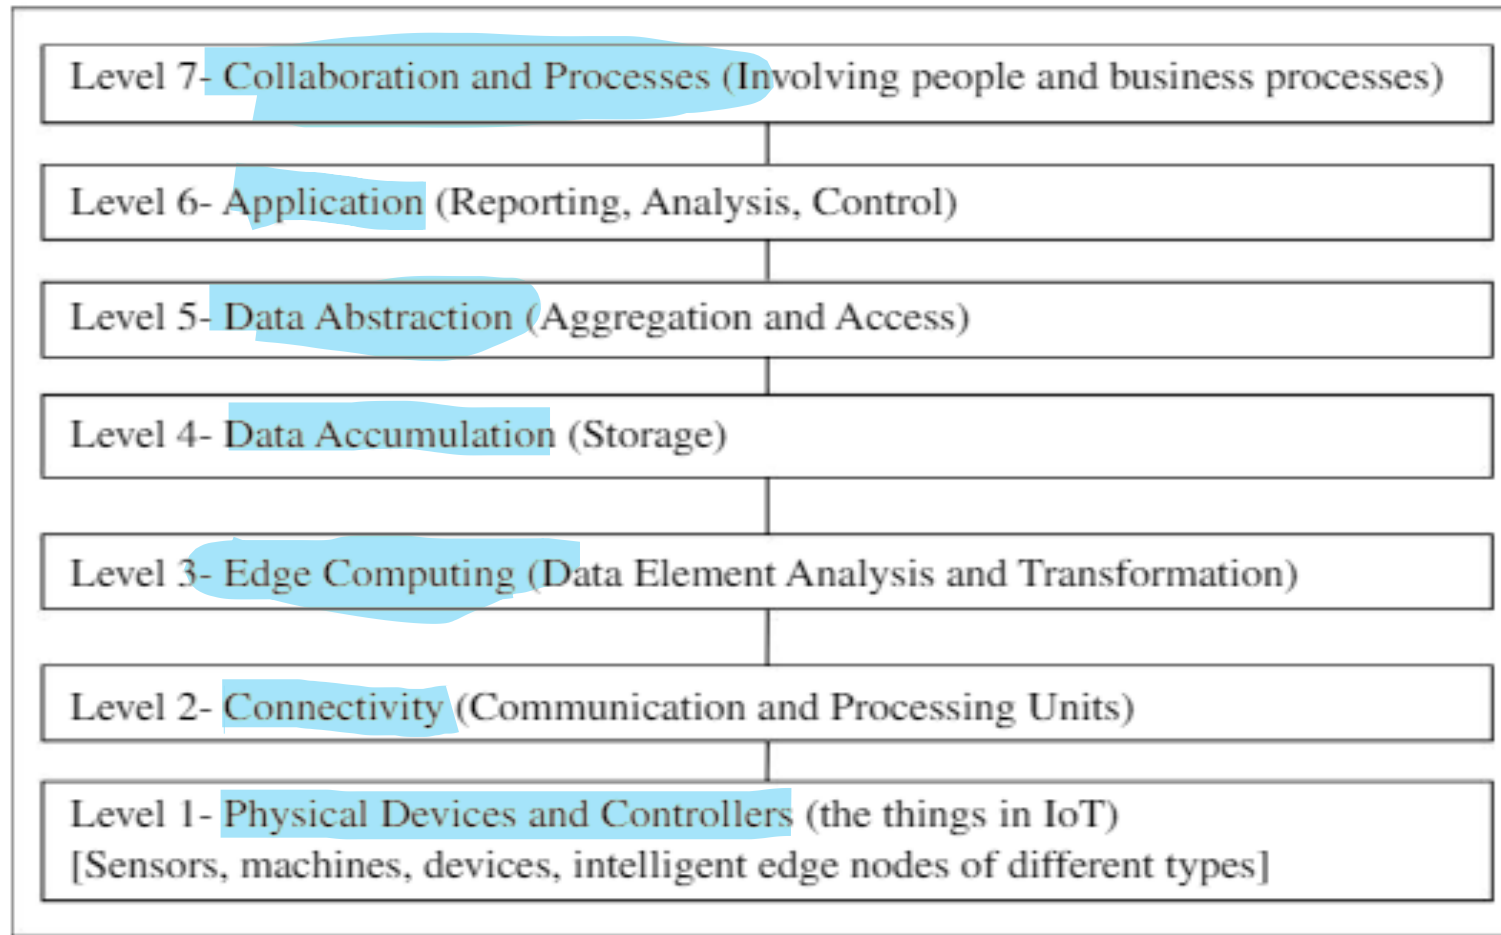 Level 7- Collaboration and Processes (Involving people and business processes)
Level 6- Application (Reporting, Analysis, Control)
Level 5- Data Abstraction (Aggregation and Access)
Level 4- Data Accumulation (Storage)
Level 3- Edge Computing (Data Element Analysis and Transformation)
Level 2- Connectivity (Communication and Processing Units)
Level 1- Physical Devices and Controllers (the things in IoT)
[Sensors, machines, devices, intelligent edge nodes of different types]